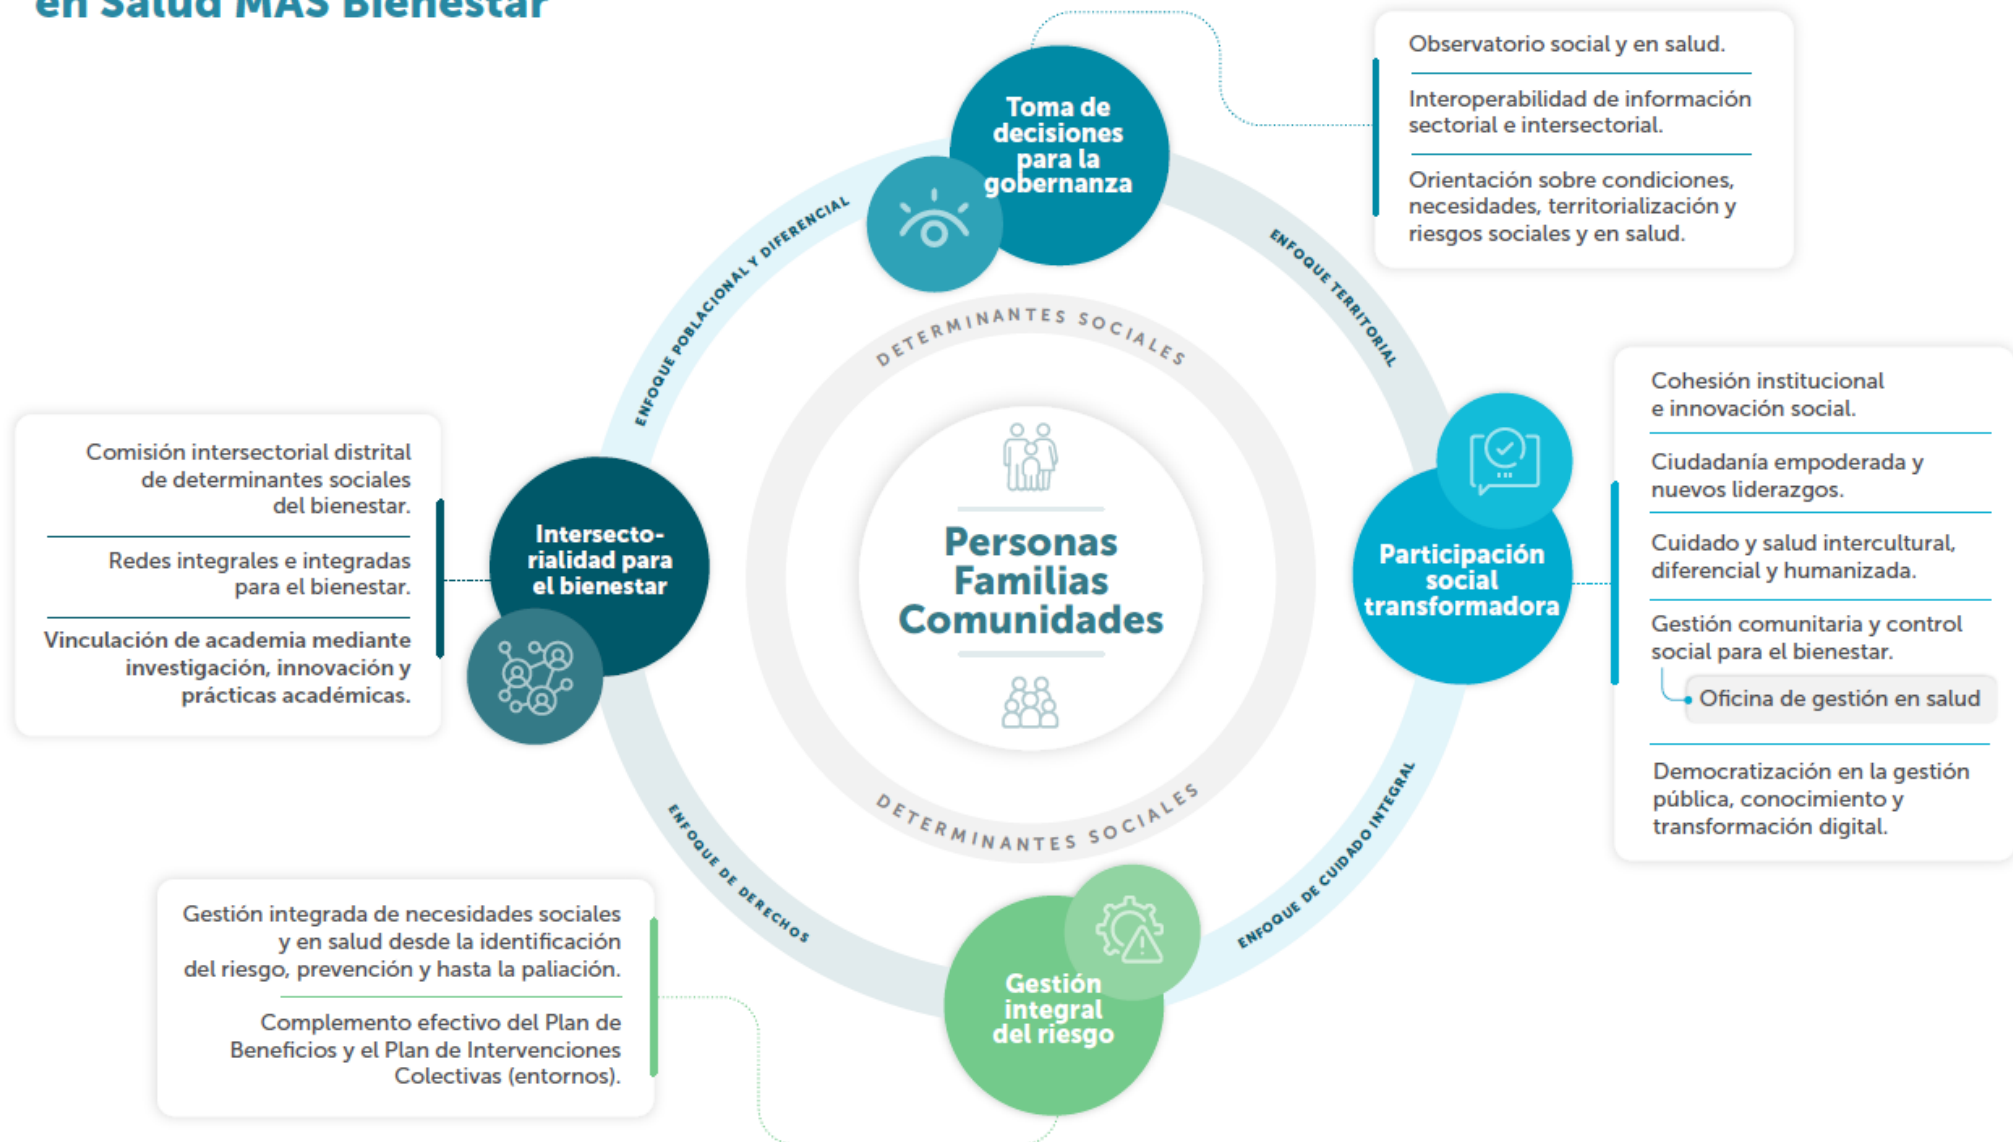 en Salud MAS Bienestar
Toma de
decisiones
para la
gobernanza
Observatorio social y en salud.
Interoperabilidad de información
sectorial e intersectorial.
Orientación sobre condiciones,
necesidades, territorialización y
riesgos sociales y en salud.
ENFOQUE POBLACIONAL Y DIFERENCIAL
ENFOQUE TERRITORIAL
DETERMINANTES SOCIALES
Personas
Familias
Comunidades
DETERMINANTES SOCIALES
Comisión intersectorial distrital
de determinantes sociales
del bienestar.
Redes integrales e integradas
para el bienestar.
Vinculación de academia mediante
investigación, innovación y
prácticas académicas.
Intersecto-
rialidad para
el bienestar
Participación
social
transformadora
Cohesión institucional
e innovación social.
Ciudadanía empoderada y
nuevos liderazgos.
Cuidado y salud intercultural,
diferencial y humanizada.
Gestión comunitaria y control
social para el bienestar.
Oficina de gestión en salud
Democratización en la gestión
pública, conocimiento y
transformación digital.
ENFOQUE DE DERECHOS
ENFOQUE DE CUIDADO INTEGRAL
Gestión integrada de necesidades sociales
y en salud desde la identificación
del riesgo, prevención y hasta la paliación.
Complemento efectivo del Plan de
Beneficios y el Plan de Intervenciones
Colectivas (entornos).
Gestión
integral
del riesgo